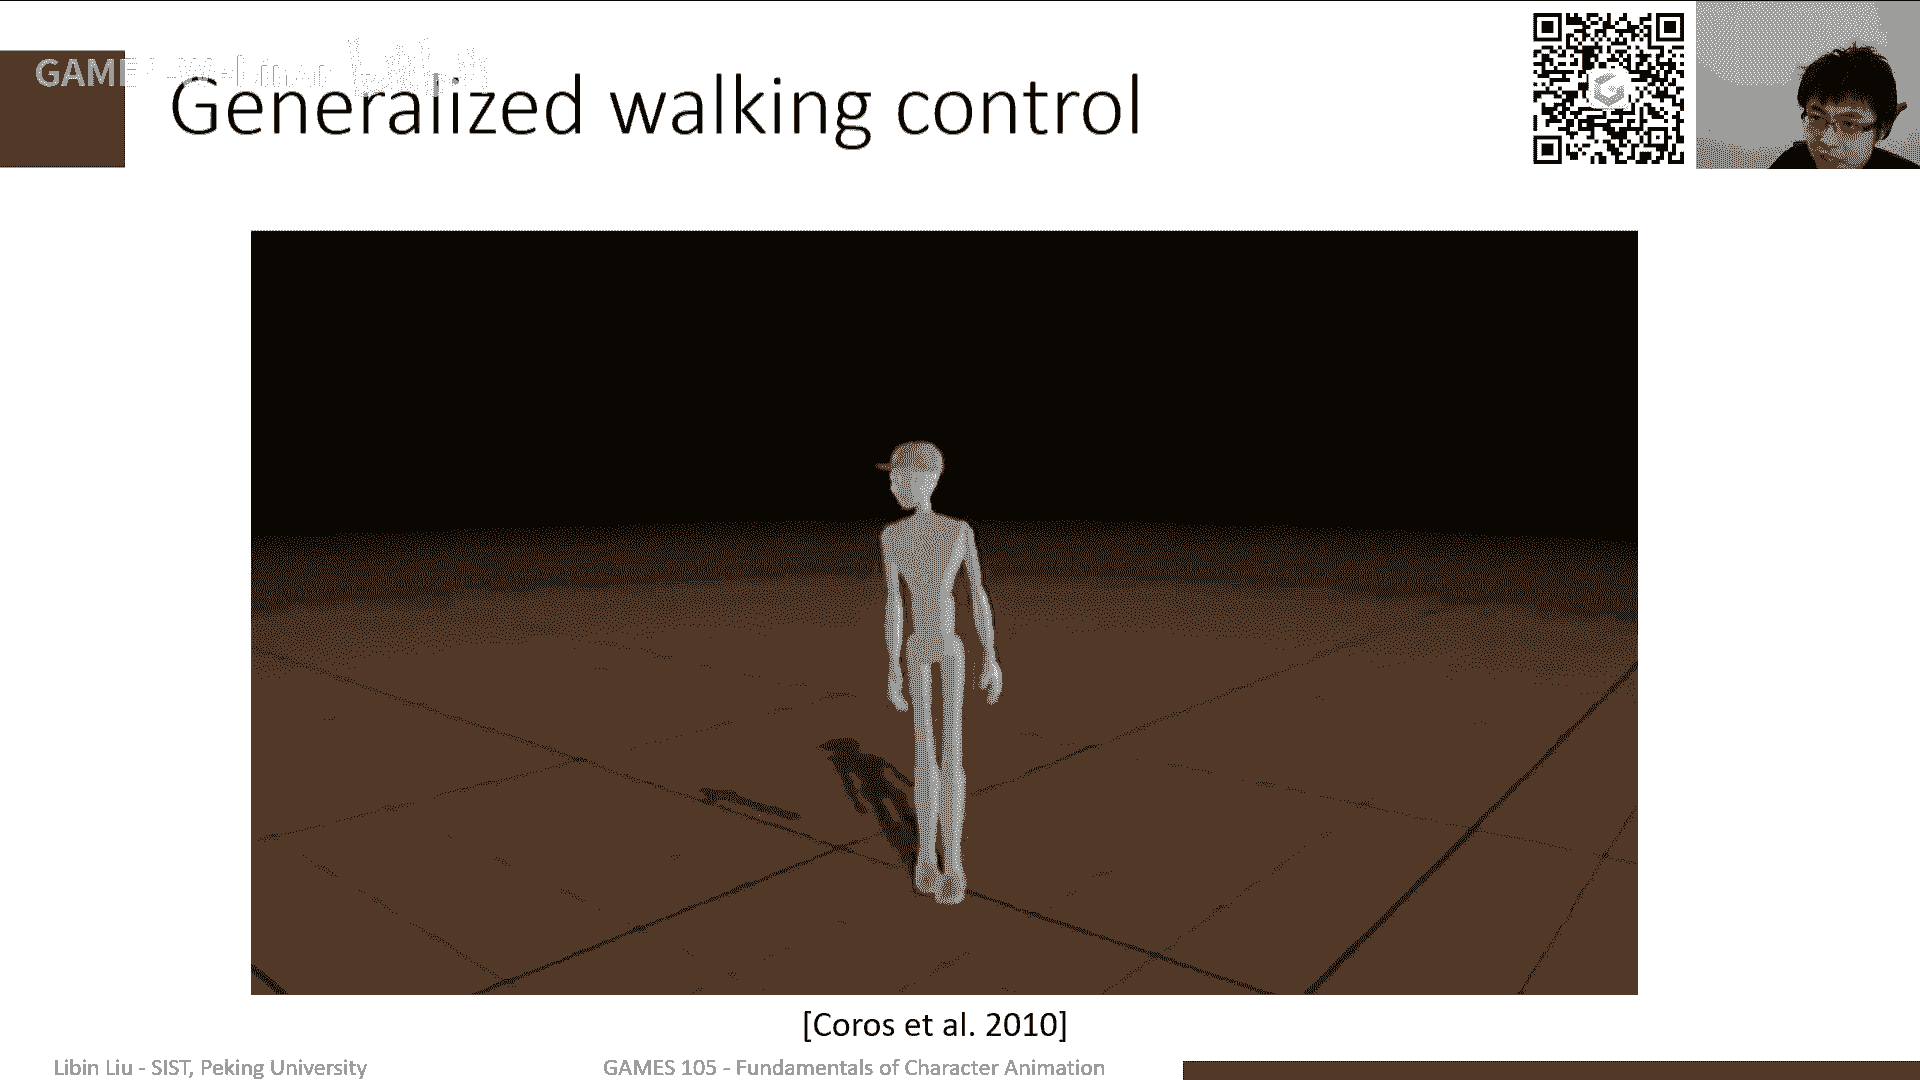 GAME
Generalized walking control
[Coros et al. 2010]
Libin Liu - SIST, Peking University
GAMES 105 - Fundamentals of Character Animation